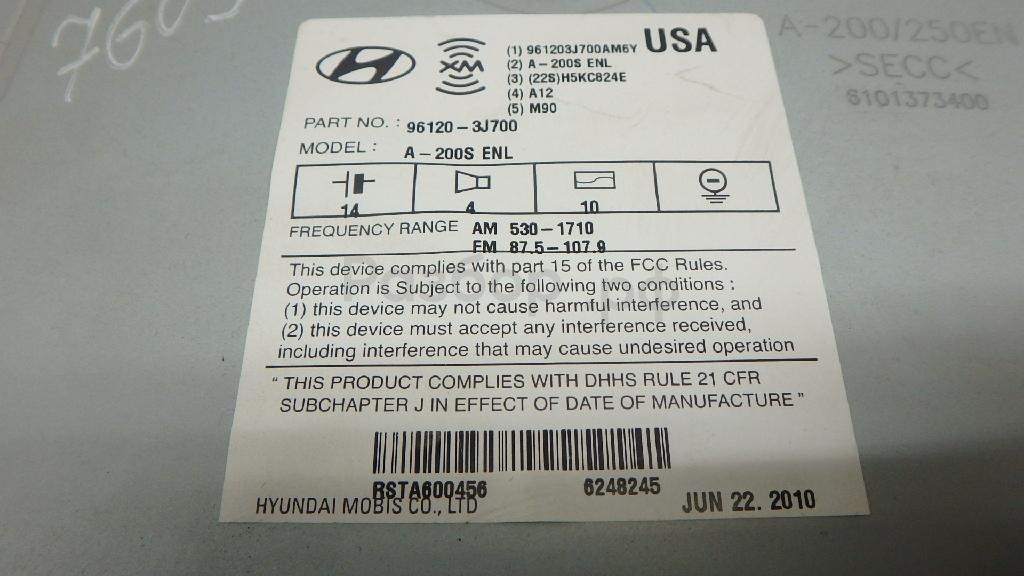 7605
USA
XM
(1) 961203J700AM6Y
(2) A-200S ENL
(3) (22S)H5KC824E
(4) A12
(5) M90
A-200/250EN
>SECC<
6101373400
PART NO. : 96120-3J700
MODEL : A-200S ENL
14 4 10
FREQUENCY RANGE AM 530-1710
FM 87.5-107.9
This device complies with part 15 of the FCC Rules.
Operation is Subject to the following two conditions :
Разбор.рф
(1) this device may not cause harmful interference, and
(2) this device must accept any interference received,
including interference that may cause undesired operation
“ THIS PRODUCT COMPLIES WITH DHHS RULE 21 CFR
SUBCHAPTER J IN EFFECT OF DATE OF MANUFACTURE ”
RSTA600456 6248245
HYUNDAI MOBIS CO., LTD JUN 22. 2010